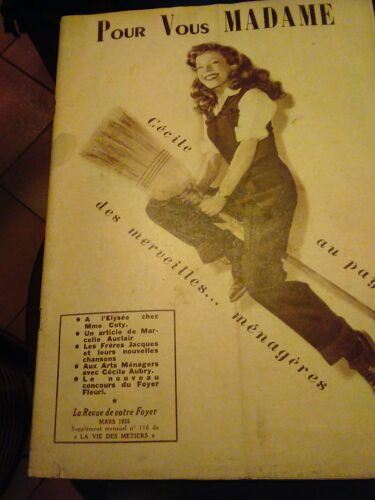 POUR VOUS MADAME
Cécile
au pay
des merveilles... ménagères
A l'Elysée chez
Mme Coty.
Un article de Mar-
celle Auclair
Les Frères Jacques
et leurs nouvelles
chansons
Aux Arts Ménagers
avec Cécile Aubry.
Le nouveau
concours du Foyer
Fleuri.
La Revue de votre Foyer
MARS 1955
Supplément mensuel n° 116 de
« LA VIE DES METIERS »